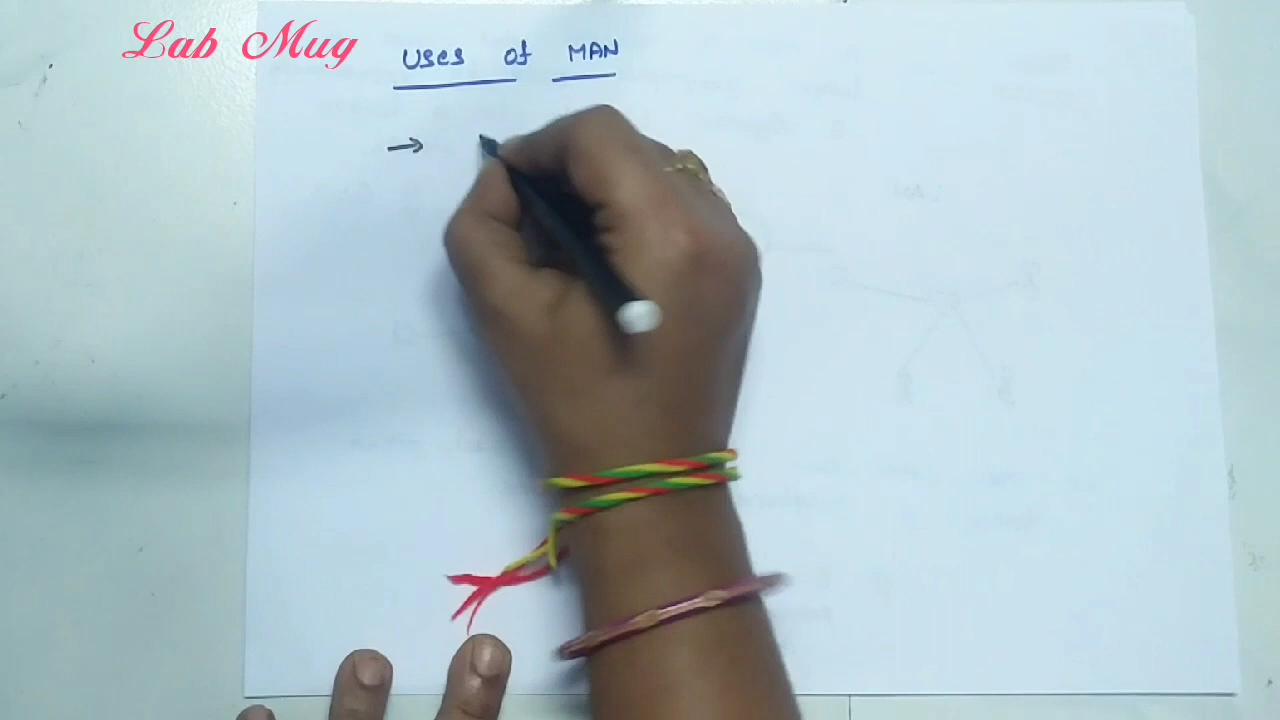 Lab Mug
Uses of MAN
→